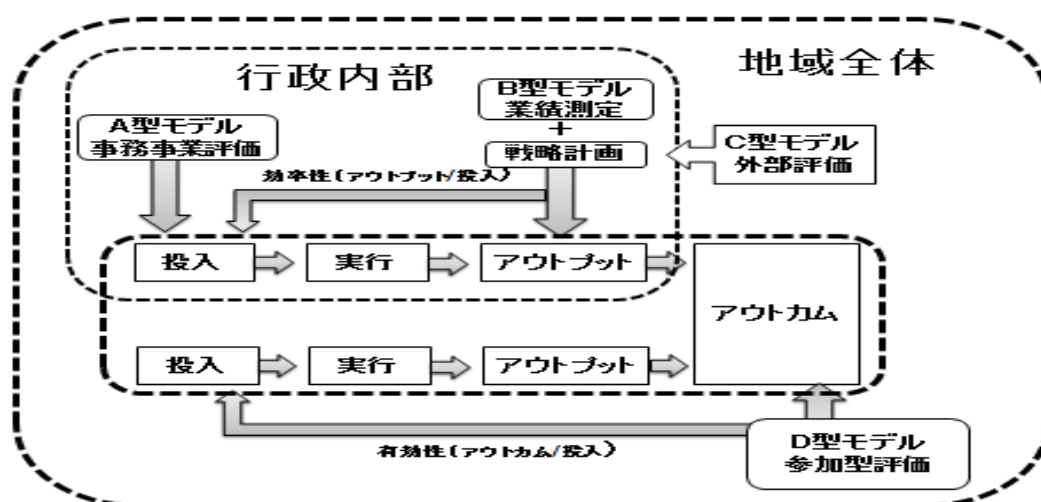 地域全体
行政内部
B型モデル
業績測定
+
戦略計画
A型モデル
事務事業評価
C型モデル
外部評価
効率性(アウトプット/投入)
投入
実行
アウトプット
アウトカム
投入
実行
アウトプット
有効性(アウトカム/投入)
D型モデル
参加型評価